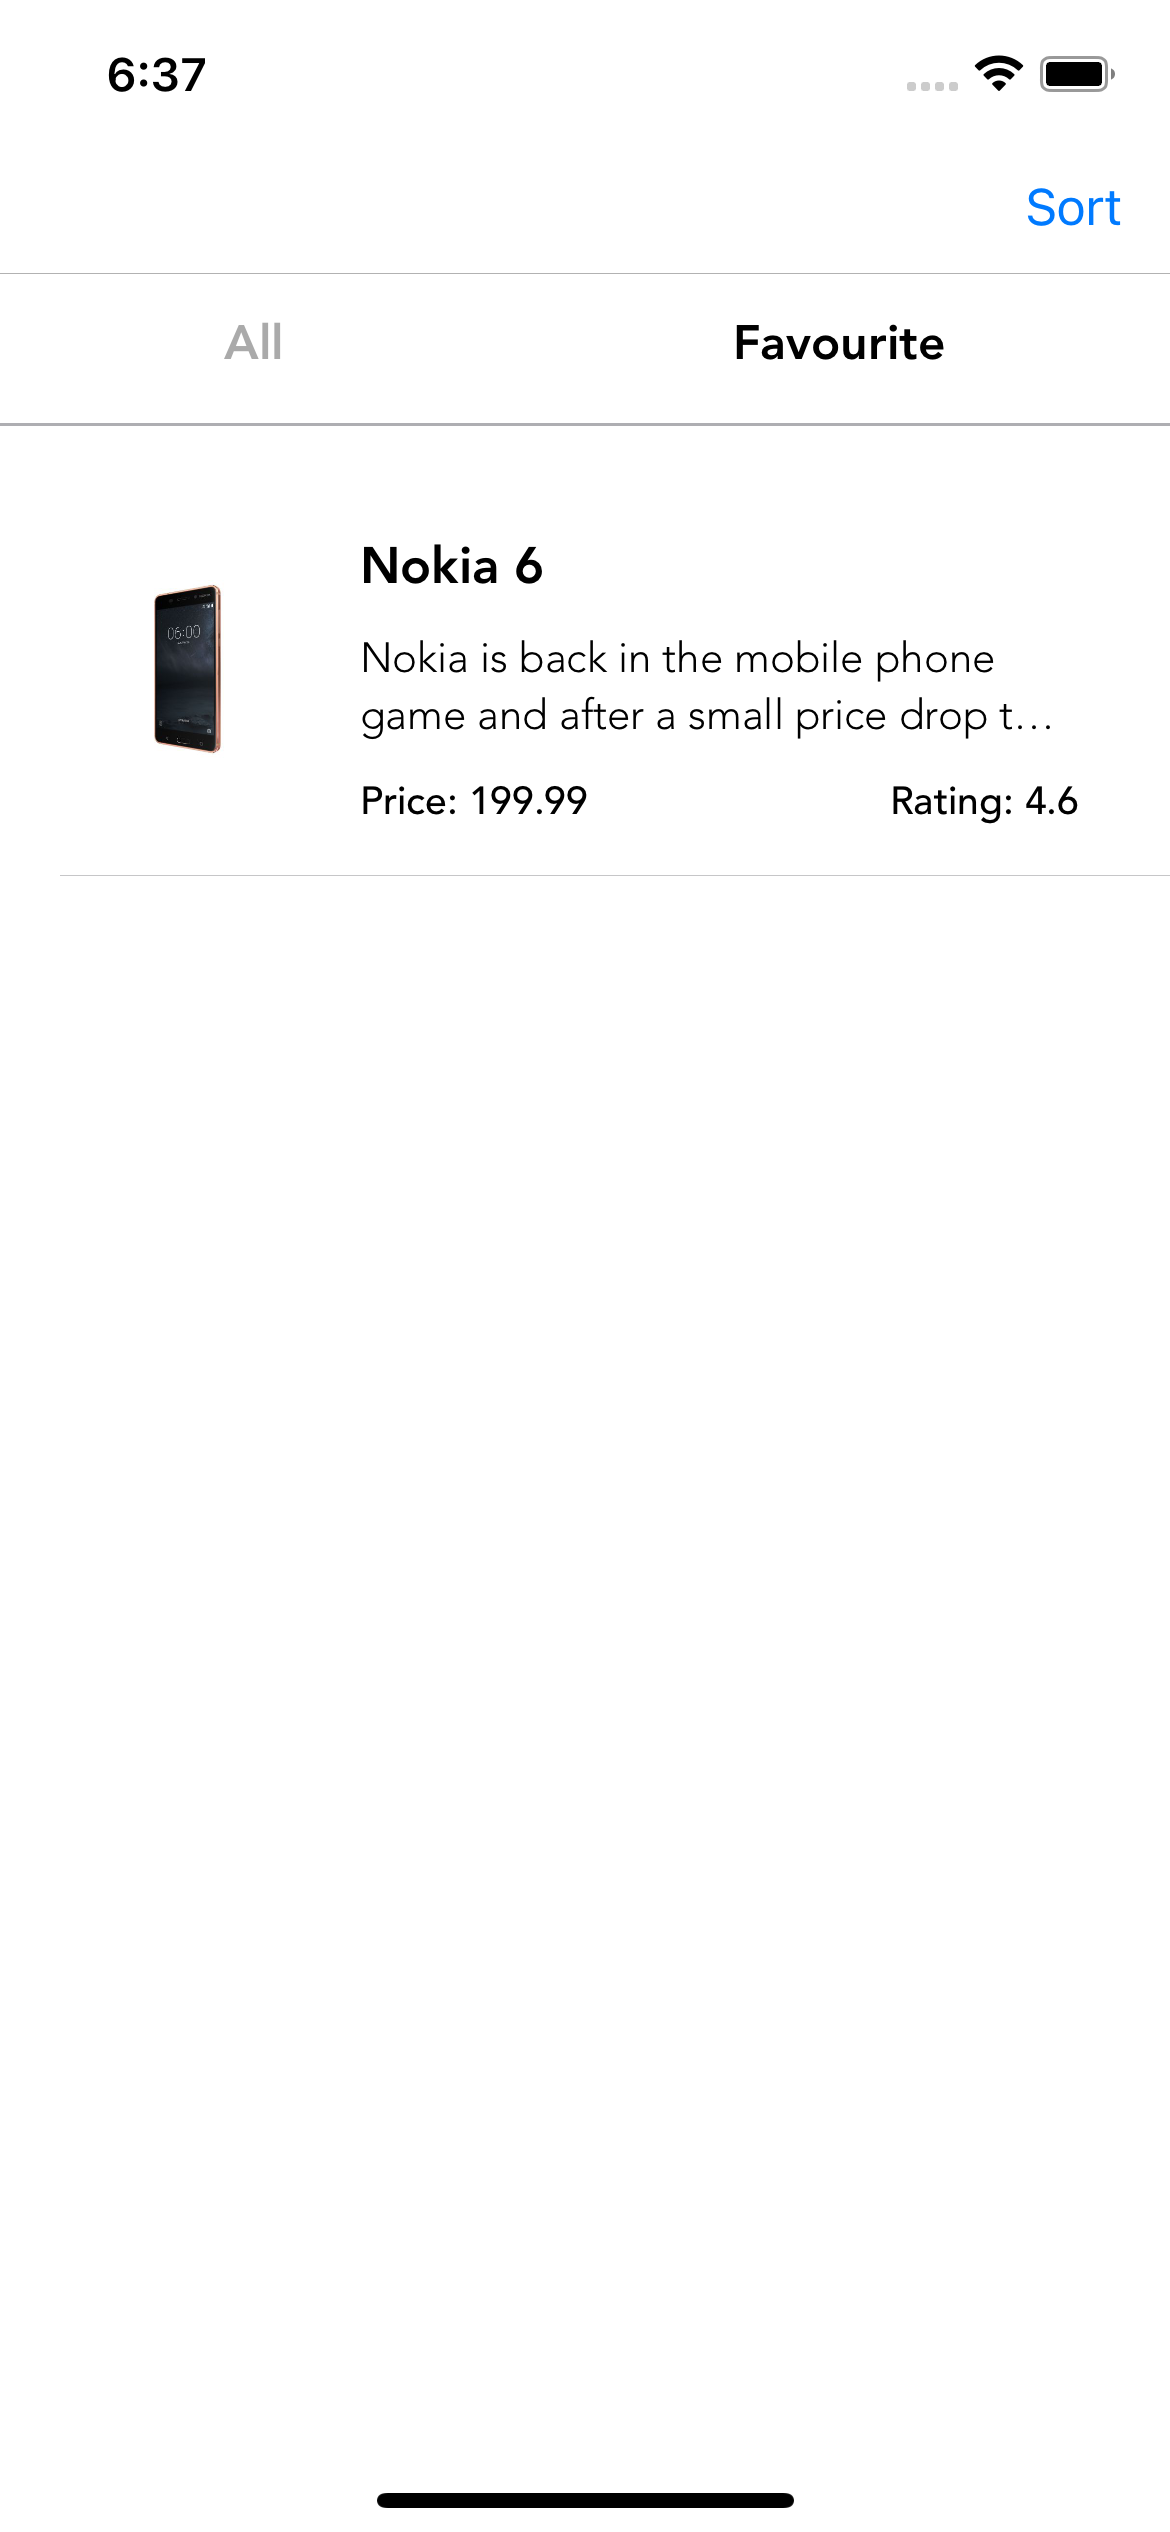 6:37
Sort
All
Favourite
Nokia 6
06:00
Nokia is back in the mobile phone
game and after a small price drop t...
Price: 199.99
Rating: 4.6